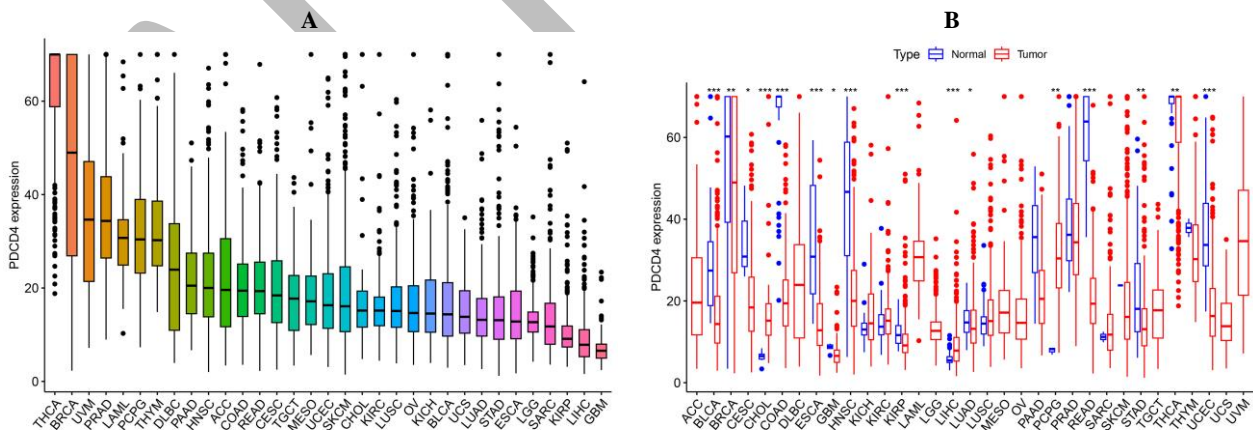 A
PDCD4 expression
60
40
20
0
THCA
BRCA
UVM
PRAD
LAML
PCPG
THYM
DLBC
PAAD
HNSC
ACC
COAD
READ
CESC
TGCT
MESO
UCEC
SKCM
CHOL
KIRC
LUSC
OV
KICH
BLCA
UCS
LUAD
STAD
ESCA
LGG
SARC
KIRP
LIHC
GBM
B
Type Normal Tumor
PDCD4 expression
60
40
20
0
*** ** * *** *** *** * *** *** *** * ** *** ** ** ***
ACC
BLCA
BRCA
CESC
CHOL
COAD
DLBC
ESCA
GBM
HNSC
KICH
KIRC
KIRP
LAML
LGG
LIHC
LUAD
LUSC
MESO
OV
PAAD
PCPG
PRAD
READ
SARC
SKCM
STAD
TGCT
THCA
THYM
UCEC
UCS
UVM